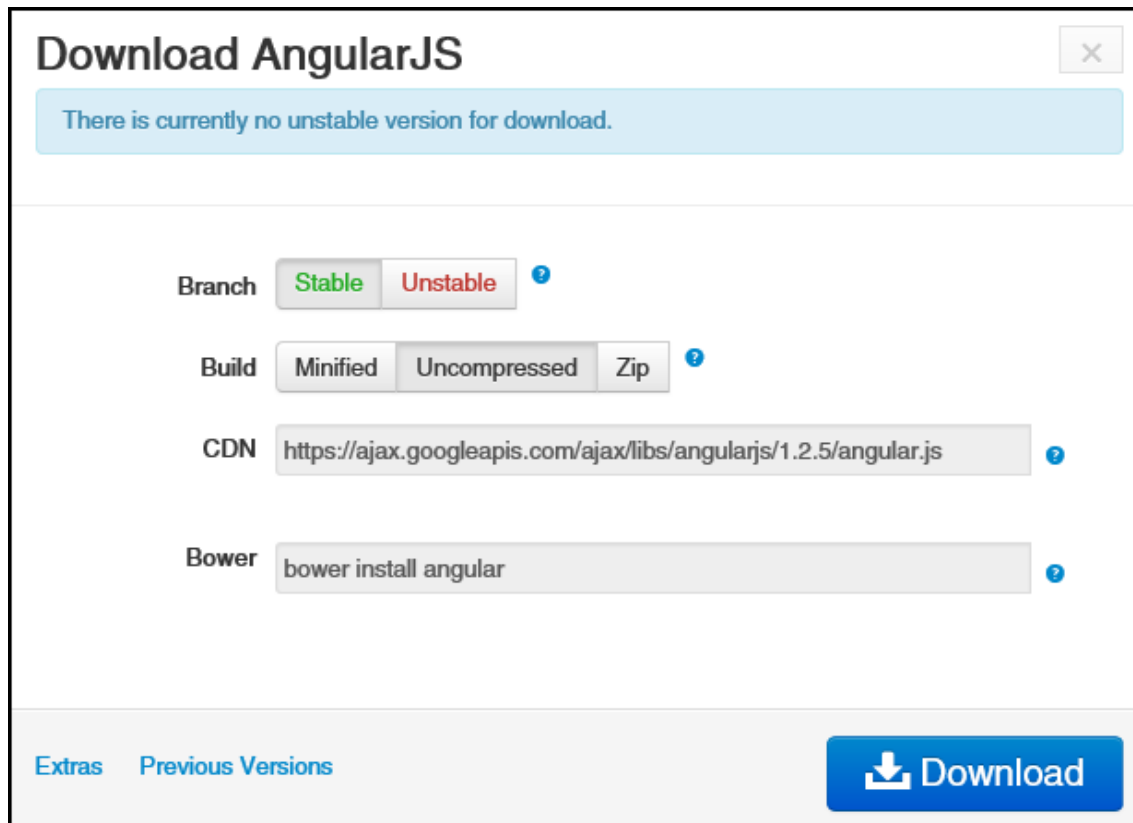 Download AngularJS
×
There is currently no unstable version for download.
Branch Stable Unstable ?
Build Minified Uncompressed Zip ?
CDN https://ajax.googleapis.com/ajax/libs/angularjs/1.2.5/angular.js ?
Bower bower install angular ?
Extras Previous Versions Download